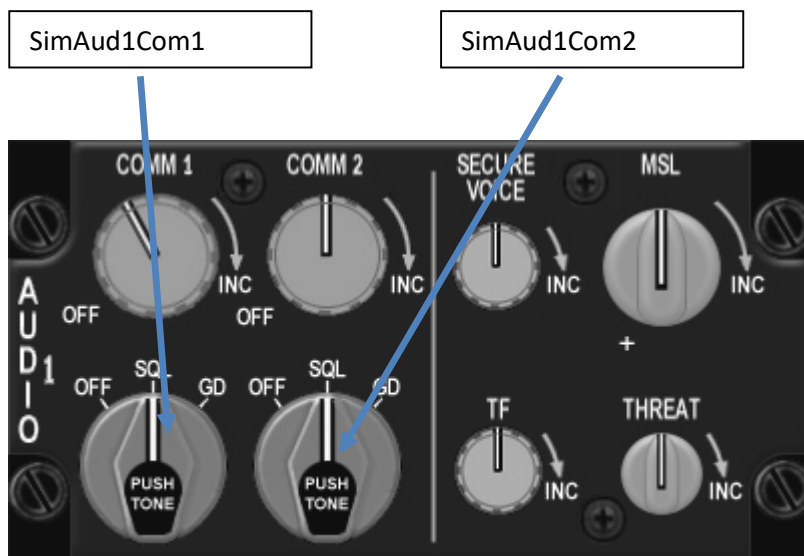 SimAud1Com1
SimAud1Com2
COMM 1
COMM 2
SECURE
VOICE
MSL
INC
INC
INC
INC
OFF
OFF
+
AUDIO
1
OFF
SQL
GD
OFF
SQL
GD
TF
THREAT
PUSH
TONE
PUSH
TONE
INC
INC